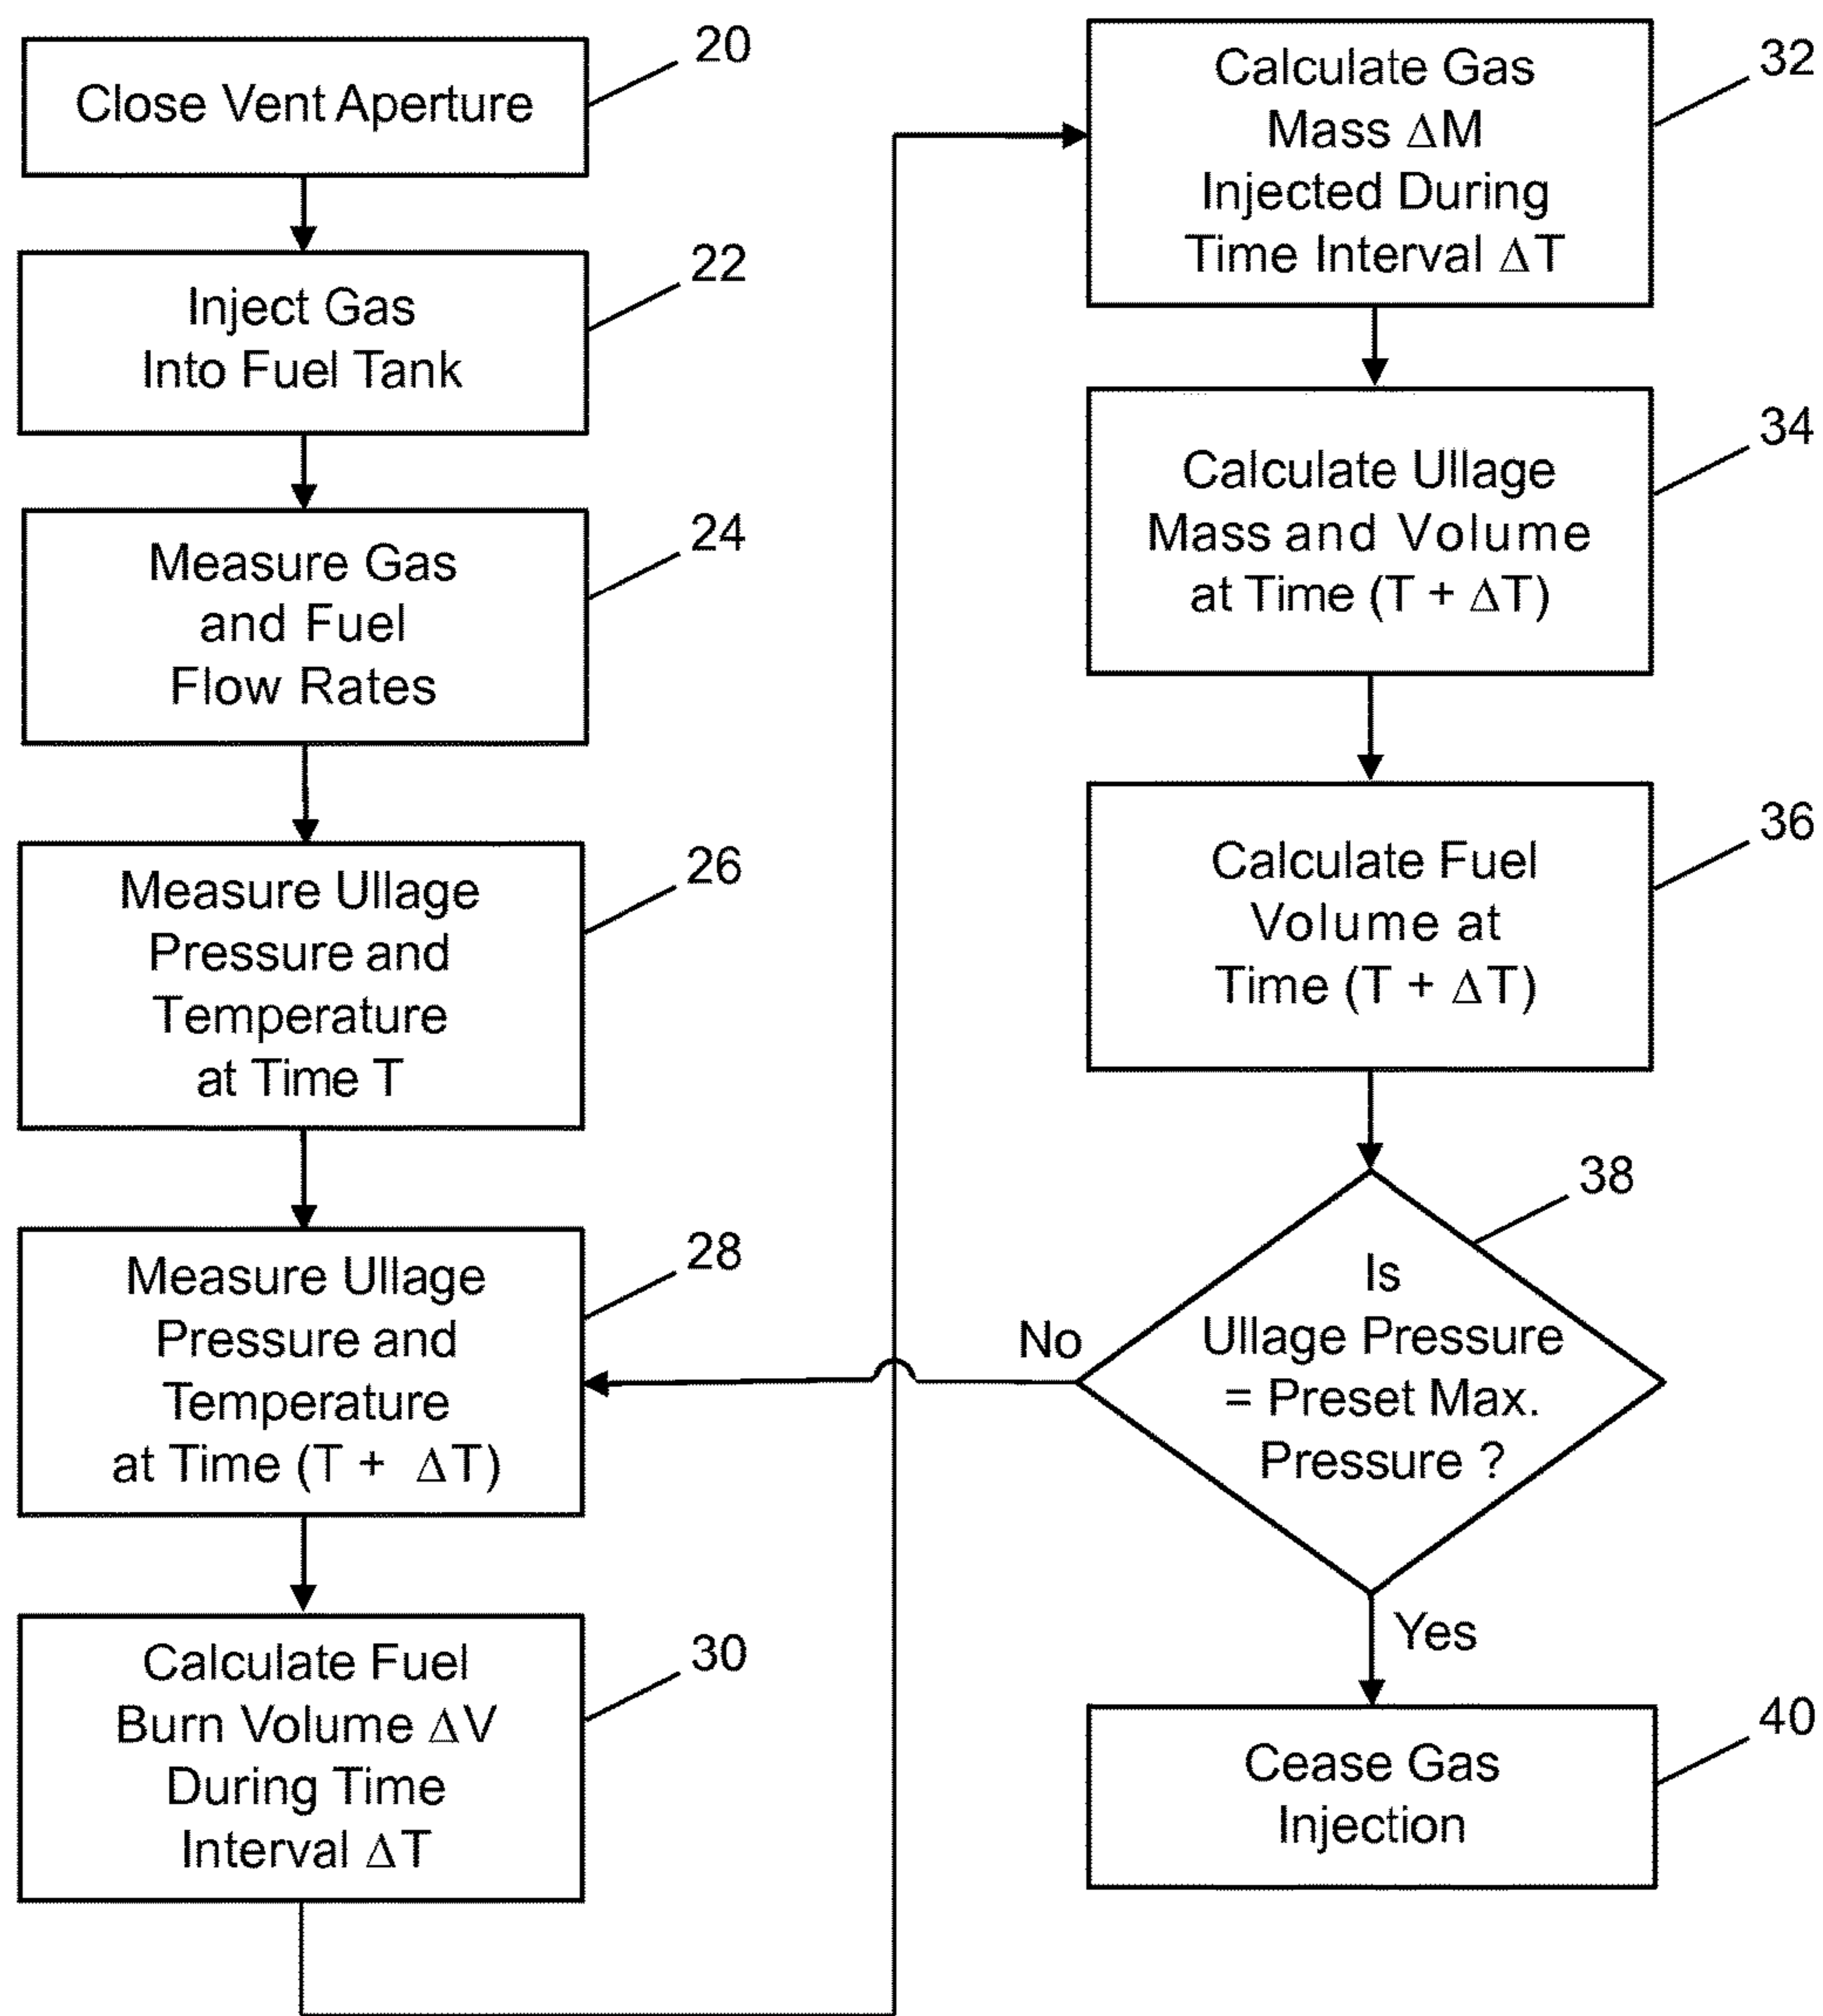 Close Vent Aperture
20
Inject Gas
Into Fuel Tank
22
Measure Gas
and Fuel
Flow Rates
24
Measure Ullage
Pressure and
Temperature
at Time T
26
Measure Ullage
Pressure and
Temperature
at Time (T + ΔT)
28
Calculate Fuel
Burn Volume ΔV
During Time
Interval ΔT
30
Calculate Gas
Mass ΔM
Injected During
Time Interval ΔT
32
Calculate Ullage
Mass and Volume
at Time (T + ΔT)
34
Calculate Fuel
Volume at
Time (T + ΔT)
36
Is
Ullage Pressure
= Preset Max.
Pressure ?
38
No
Yes
Cease Gas
Injection
40